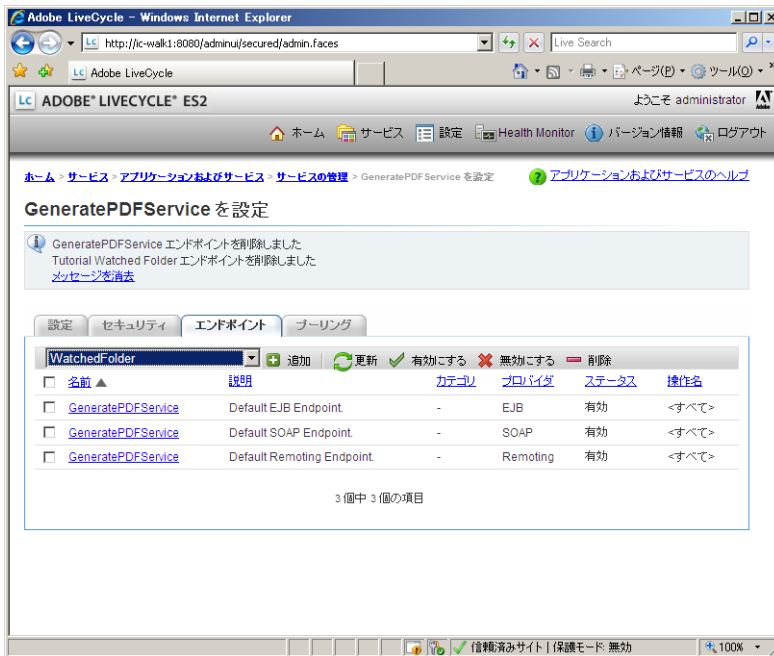 Adobe LiveCycle - Windows Internet Explorer
http://ic-walk1:8080/adminui/secured/admin.faces
Live Search
Adobe LiveCycle
ページ(P)
ツール(O)
ADOBE® LIVECYCLE® ES2
ようこそ administrator
ホーム サービス 設定 Health Monitor バージョン情報 ログアウト
ホーム > サービス > アプリケーションおよびサービス > サービスの管理 > GeneratePDFService を設定
アプリケーションおよびサービスのヘルプ
GeneratePDFService を設定
GeneratePDFService エンドポイントを削除しました
Tutorial Watched Folder エンドポイントを削除しました
メッセージを消去
設定 セキュリティ エンドポイント プーリング
WatchedFolder 追加 更新 有効にする 無効にする 削除
名前 ▲ 説明 カテゴリ プロバイダ ステータス 操作名
GeneratePDFService Default EJB Endpoint. - EJB 有効 <すべて>
GeneratePDFService Default SOAP Endpoint. - SOAP 有効 <すべて>
GeneratePDFService Default Remoting Endpoint. - Remoting 有効 <すべて>
3 個中 3 個の項目
信頼済みサイト | 保護モード: 無効
100%